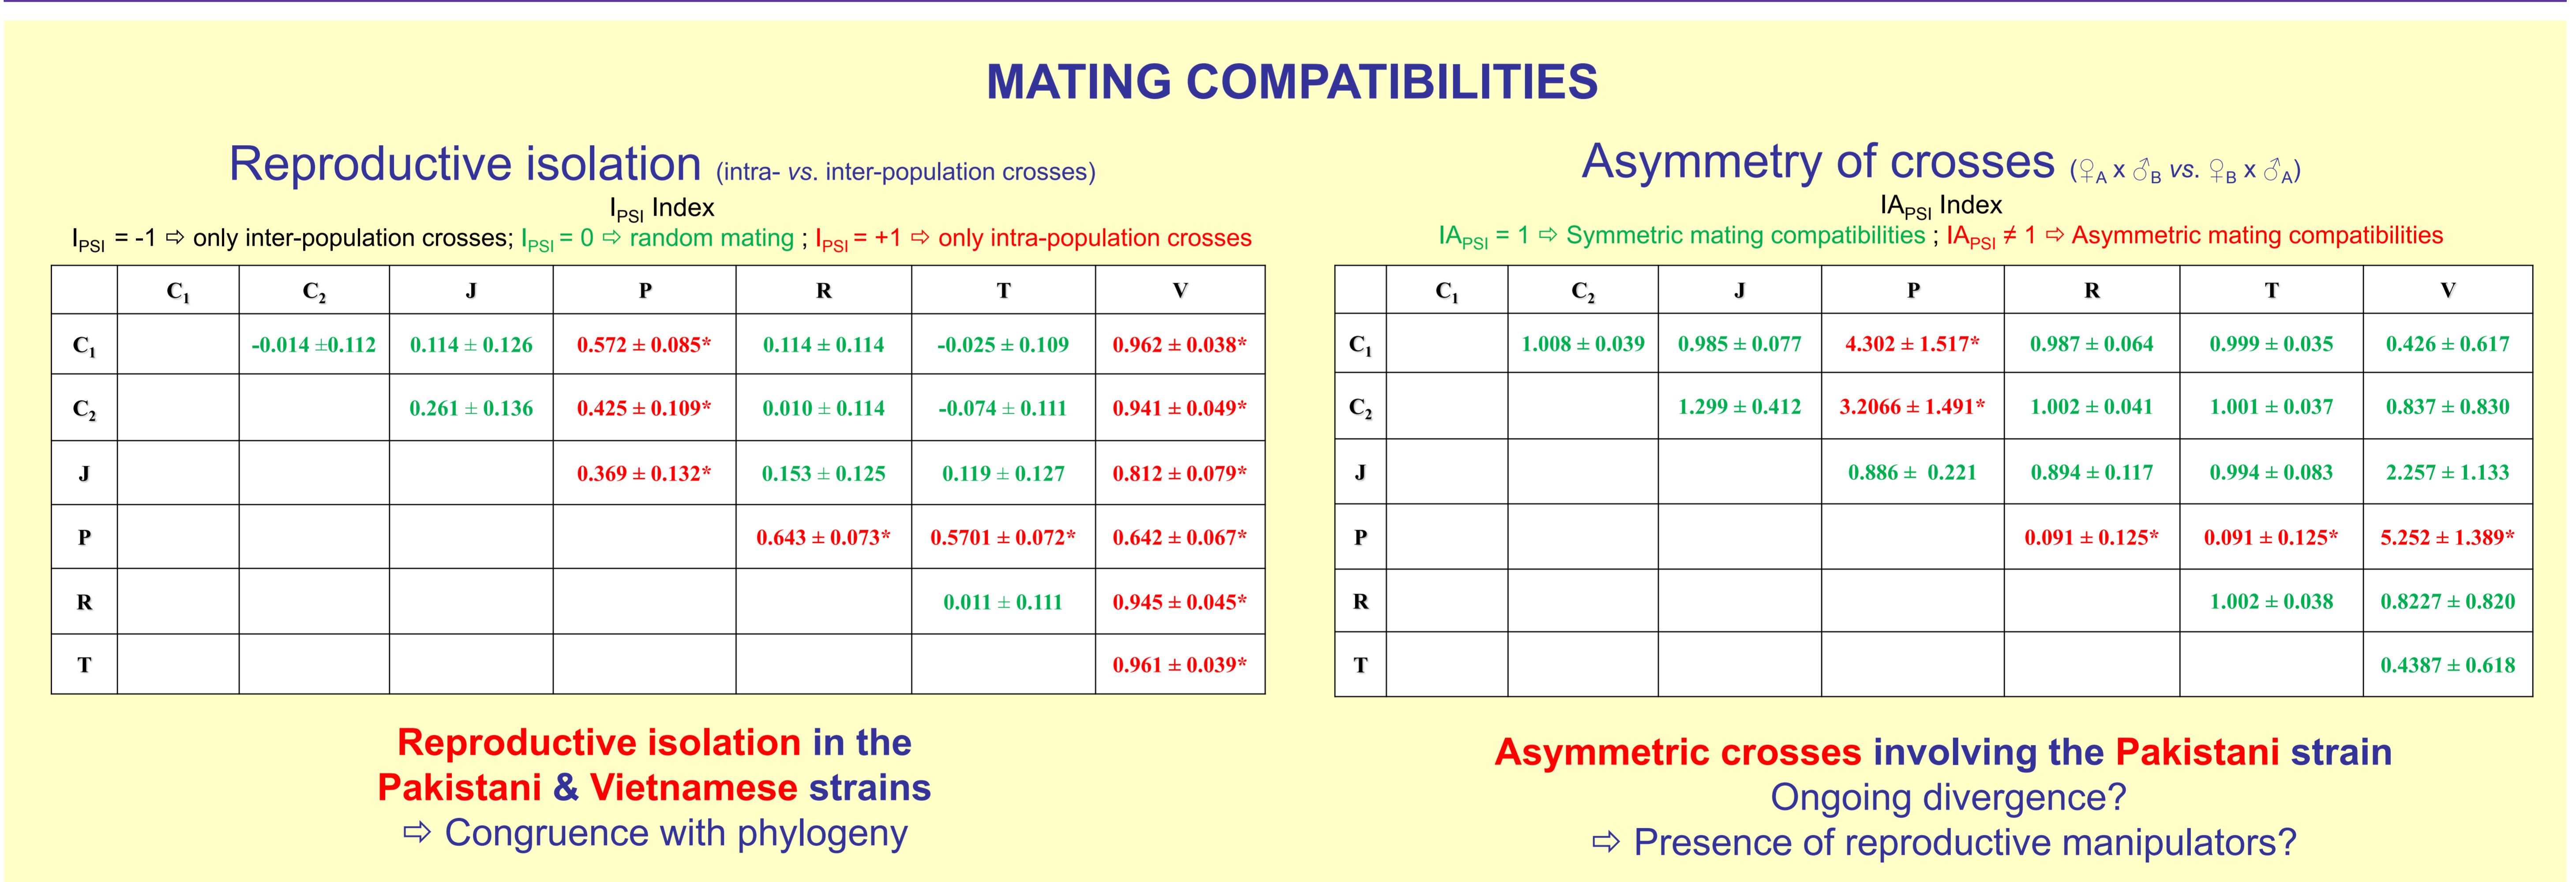 MATING COMPATIBILITIES
Reproductive isolation (intra- vs. inter-population crosses)
I_PSI Index
I_PSI = -1 ⇨ only inter-population crosses; I_PSI = 0 ⇨ random mating ; I_PSI = +1 ⇨ only intra-population crosses
C₁ C₂ J P R T V
C₁ -0.014 ±0.112 0.114 ± 0.126 0.572 ± 0.085* 0.114 ± 0.114 -0.025 ± 0.109 0.962 ± 0.038*
C₂ 0.261 ± 0.136 0.425 ± 0.109* 0.010 ± 0.114 -0.074 ± 0.111 0.941 ± 0.049*
J 0.369 ± 0.132* 0.153 ± 0.125 0.119 ± 0.127 0.812 ± 0.079*
P 0.643 ± 0.073* 0.5701 ± 0.072* 0.642 ± 0.067*
R 0.011 ± 0.111 0.945 ± 0.045*
T 0.961 ± 0.039*
Reproductive isolation in the
Pakistani & Vietnamese strains
⇨ Congruence with phylogeny
Asymmetry of crosses (♀A x ♂B vs. ♀B x ♂A)
IA_PSI Index
IA_PSI = 1 ⇨ Symmetric mating compatibilities ; IA_PSI ≠ 1 ⇨ Asymmetric mating compatibilities
C₁ C₂ J P R T V
C₁ 1.008 ± 0.039 0.985 ± 0.077 4.302 ± 1.517* 0.987 ± 0.064 0.999 ± 0.035 0.426 ± 0.617
C₂ 1.299 ± 0.412 3.2066 ± 1.491* 1.002 ± 0.041 1.001 ± 0.037 0.837 ± 0.830
J 0.886 ± 0.221 0.894 ± 0.117 0.994 ± 0.083 2.257 ± 1.133
P 0.091 ± 0.125* 0.091 ± 0.125* 5.252 ± 1.389*
R 1.002 ± 0.038 0.8227 ± 0.820
T 0.4387 ± 0.618
Asymmetric crosses involving the Pakistani strain
Ongoing divergence?
⇨ Presence of reproductive manipulators?